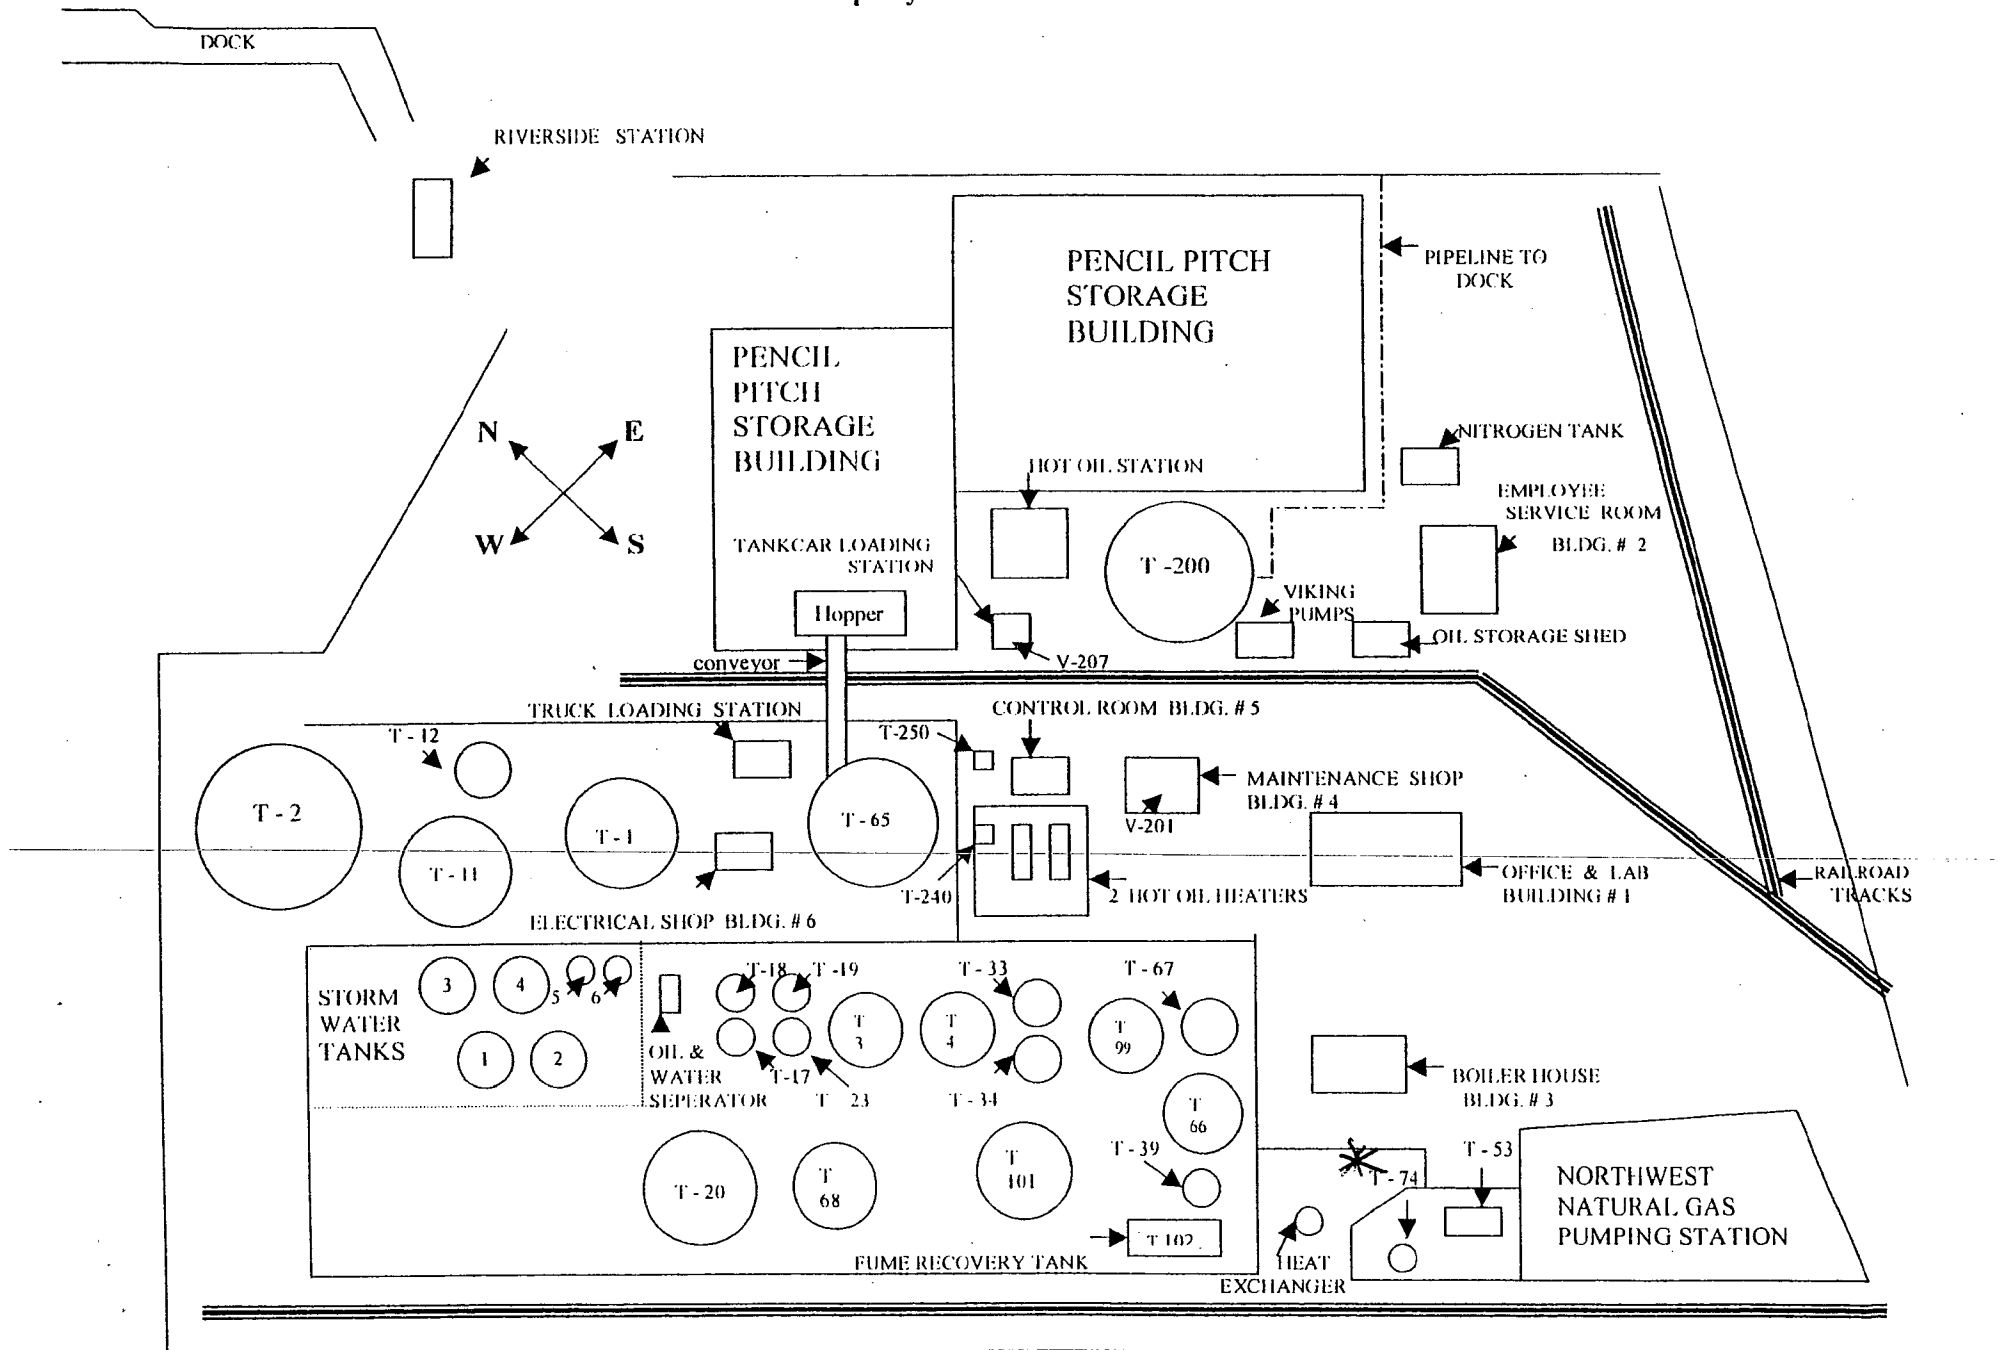 DOCK
RIVERSIDE STATION
PENCIL PITCH
STORAGE
BUILDING
PIPELINE TO
DOCK
PENCIL
PITCH
STORAGE
BUILDING
N
E
W
S
NITROGEN TANK
HOT OIL STATION
EMPLOYEE
SERVICE ROOM
BLDG. # 2
TANKCAR LOADING
STATION
T -200
Hopper
VIKING
PUMPS
OIL STORAGE SHED
conveyor
V-207
TRUCK LOADING STATION
CONTROL ROOM BLDG. # 5
T - 12
T-250
T - 2
T - 1
T - 65
MAINTENANCE SHOP
BLDG. # 4
V-201
T - 11
T-240
2 HOT OIL HEATERS
OFFICE & LAB
BUILDING # 1
RAILROAD
TRACKS
ELECTRICAL SHOP BLDG. # 6
STORM
WATER
TANKS
3
4
5
6
1
2
T-18
T -19
T - 33
T - 67
T
3
T
4
T
99
OIL &
WATER
SEPERATOR
T-17
T 23
T - 34
BOILER HOUSE
BLDG. # 3
T
66
T - 20
T
68
T
101
T - 39
T - 74
T - 53
NORTHWEST
NATURAL GAS
PUMPING STATION
T 102
FUME RECOVERY TANK
HEAT
EXCHANGER